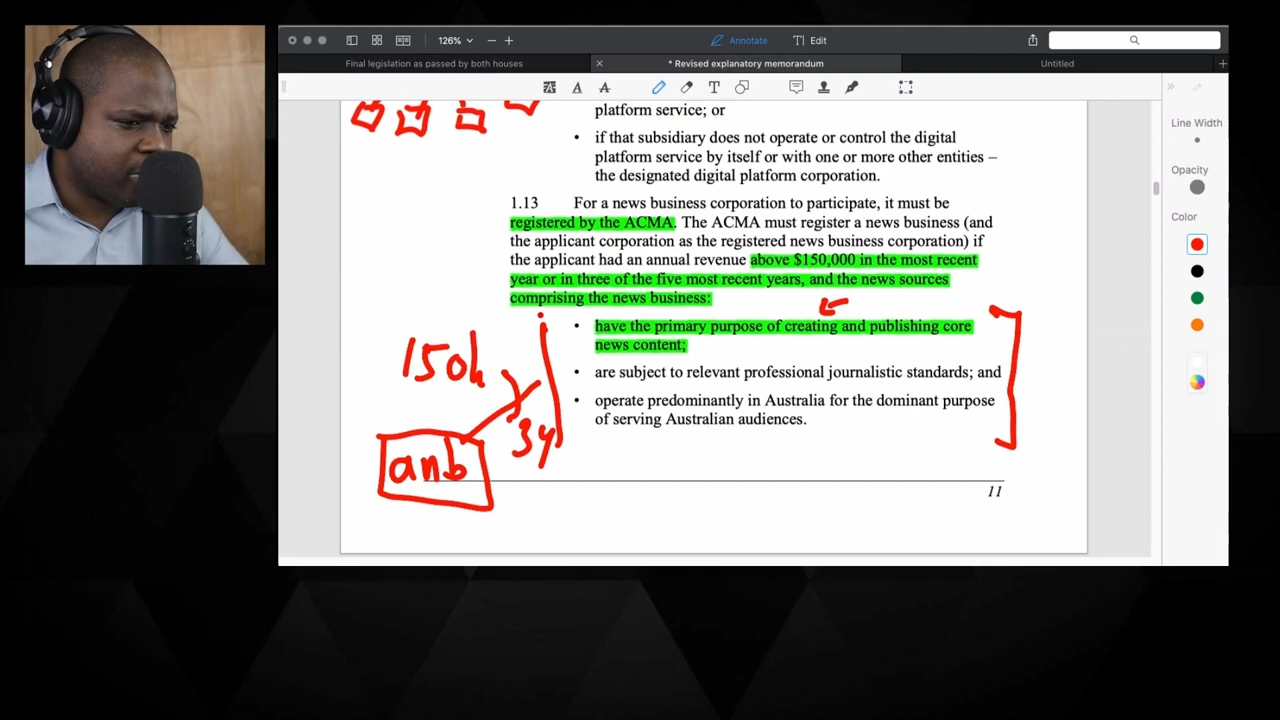 126%
Annotate
Edit
Final legislation as passed by both houses
* Revised explanatory memorandum
Untitled
platform service; or
• if that subsidiary does not operate or control the digital
platform service by itself or with one or more other entities –
the designated digital platform corporation.
1.13 For a news business corporation to participate, it must be
registered by the ACMA. The ACMA must register a news business (and
the applicant corporation as the registered news business corporation) if
the applicant had an annual revenue above $150,000 in the most recent
year or in three of the five most recent years, and the news sources
comprising the news business:
• have the primary purpose of creating and publishing core
news content;
• are subject to relevant professional journalistic standards; and
• operate predominantly in Australia for the dominant purpose
of serving Australian audiences.
150k
3y
anb
11
Line Width
Opacity
Color